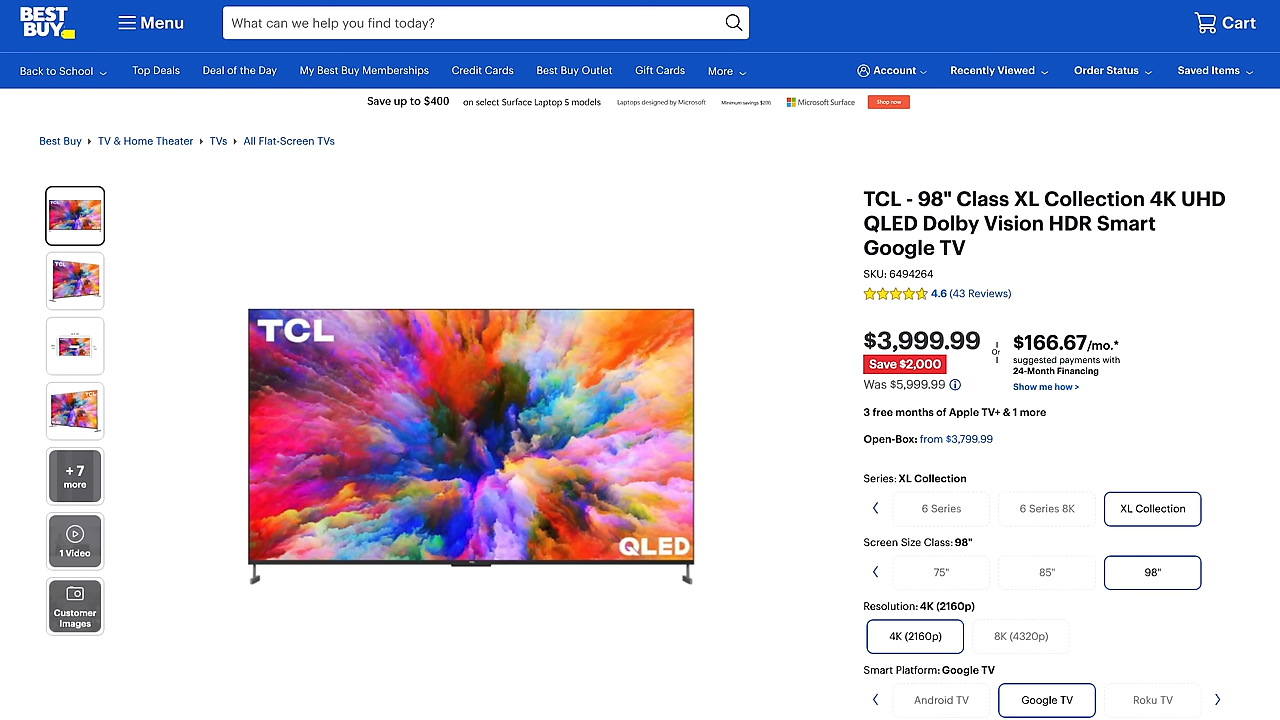 BEST BUY
Menu
What can we help you find today?
Cart
Back to School
Top Deals
Deal of the Day
My Best Buy Memberships
Credit Cards
Best Buy Outlet
Gift Cards
More
Account
Recently Viewed
Order Status
Saved Items
Save up to $400 on select Surface Laptop 5 models Laptops designed by Microsoft Minimum savings $200. Microsoft Surface Shop now
Best Buy TV & Home Theater TVs All Flat-Screen TVs
TCL
QLED
+ 7
more
1 Video
Customer
Images
TCL - 98" Class XL Collection 4K UHD
QLED Dolby Vision HDR Smart
Google TV
SKU: 6494264
4.6 (43 Reviews)
$3,999.99
Save $2,000
Was $5,999.99
Or
$166.67/mo.*
suggested payments with
24-Month Financing
Show me how >
3 free months of Apple TV+ & 1 more
Open-Box: from $3,799.99
Series: XL Collection
6 Series 6 Series 8K XL Collection
Screen Size Class: 98"
75" 85" 98"
Resolution: 4K (2160p)
4K (2160p) 8K (4320p)
Smart Platform: Google TV
Android TV Google TV Roku TV